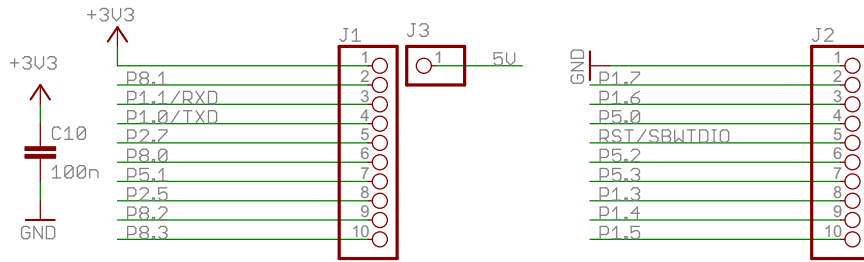 +3V3
J1
J3
J2
1
1
5V
GND
1
+3V3
P8.1
2
P1.7
2
P1.1/RXD
3
P1.6
3
P1.0/TXD
4
P5.0
4
C10
P2.7
5
RST/SBWTDIO
5
P8.0
6
P5.2
6
100n
P5.1
7
P5.3
7
P2.5
8
P1.3
8
P8.2
9
P1.4
9
GND
P8.3
10
P1.5
10